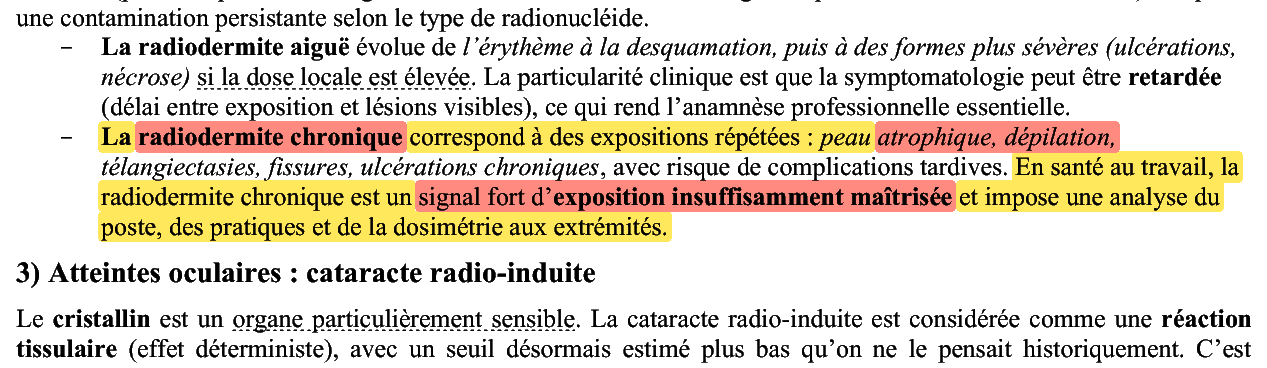 une contamination persistante selon le type de radionucléide.
– La radiodermite aiguë évolue de l’érythème à la desquamation, puis à des formes plus sévères (ulcérations,
nécrose) si la dose locale est élevée. La particularité clinique est que la symptomatologie peut être retardée
(délai entre exposition et lésions visibles), ce qui rend l’anamnèse professionnelle essentielle.
– La radiodermite chronique correspond à des expositions répétées : peau atrophique, dépilation,
télangiectasies, fissures, ulcérations chroniques, avec risque de complications tardives. En santé au travail, la
radiodermite chronique est un signal fort d’exposition insuffisamment maîtrisée et impose une analyse du
poste, des pratiques et de la dosimétrie aux extrémités.
3) Atteintes oculaires : cataracte radio-induite
Le cristallin est un organe particulièrement sensible. La cataracte radio-induite est considérée comme une réaction
tissulaire (effet déterministe), avec un seuil désormais estimé plus bas qu’on ne le pensait historiquement. C’est